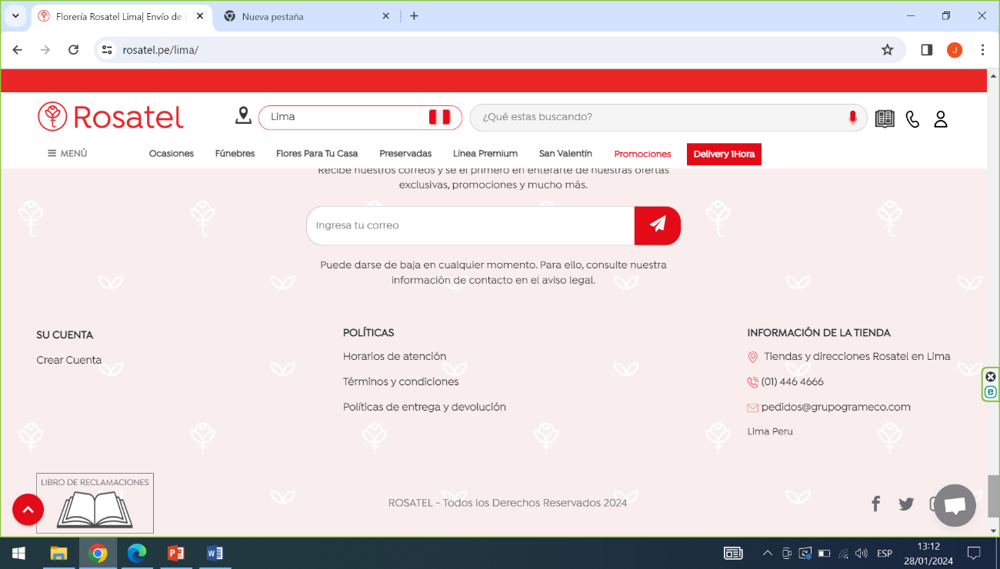 Florería Rosatel Lima| Envío de f
Nueva pestaña
rosatel.pe/lima/
J
Rosatel
Lima
¿Qué estas buscando?
MENÚ
Ocasiones
Fúnebres
Flores Para Tu Casa
Preservadas
Línea Premium
San Valentín
Promociones
Delivery 1Hora
Recibe nuestros correos y sé el primero en enterarte de nuestras ofertas
exclusivas, promociones y mucho más.
Ingresa tu correo
Puede darse de baja en cualquier momento. Para ello, consulte nuestra
información de contacto en el aviso legal.
SU CUENTA
Crear Cuenta
POLÍTICAS
Horarios de atención
Términos y condiciones
Políticas de entrega y devolución
INFORMACIÓN DE LA TIENDA
Tiendas y direcciones Rosatel en Lima
(01) 446 4666
pedidos@grupogrameco.com
Lima Peru
LIBRO DE RECLAMACIONES
ROSATEL - Todos los Derechos Reservados 2024
ESP
13:12
28/01/2024